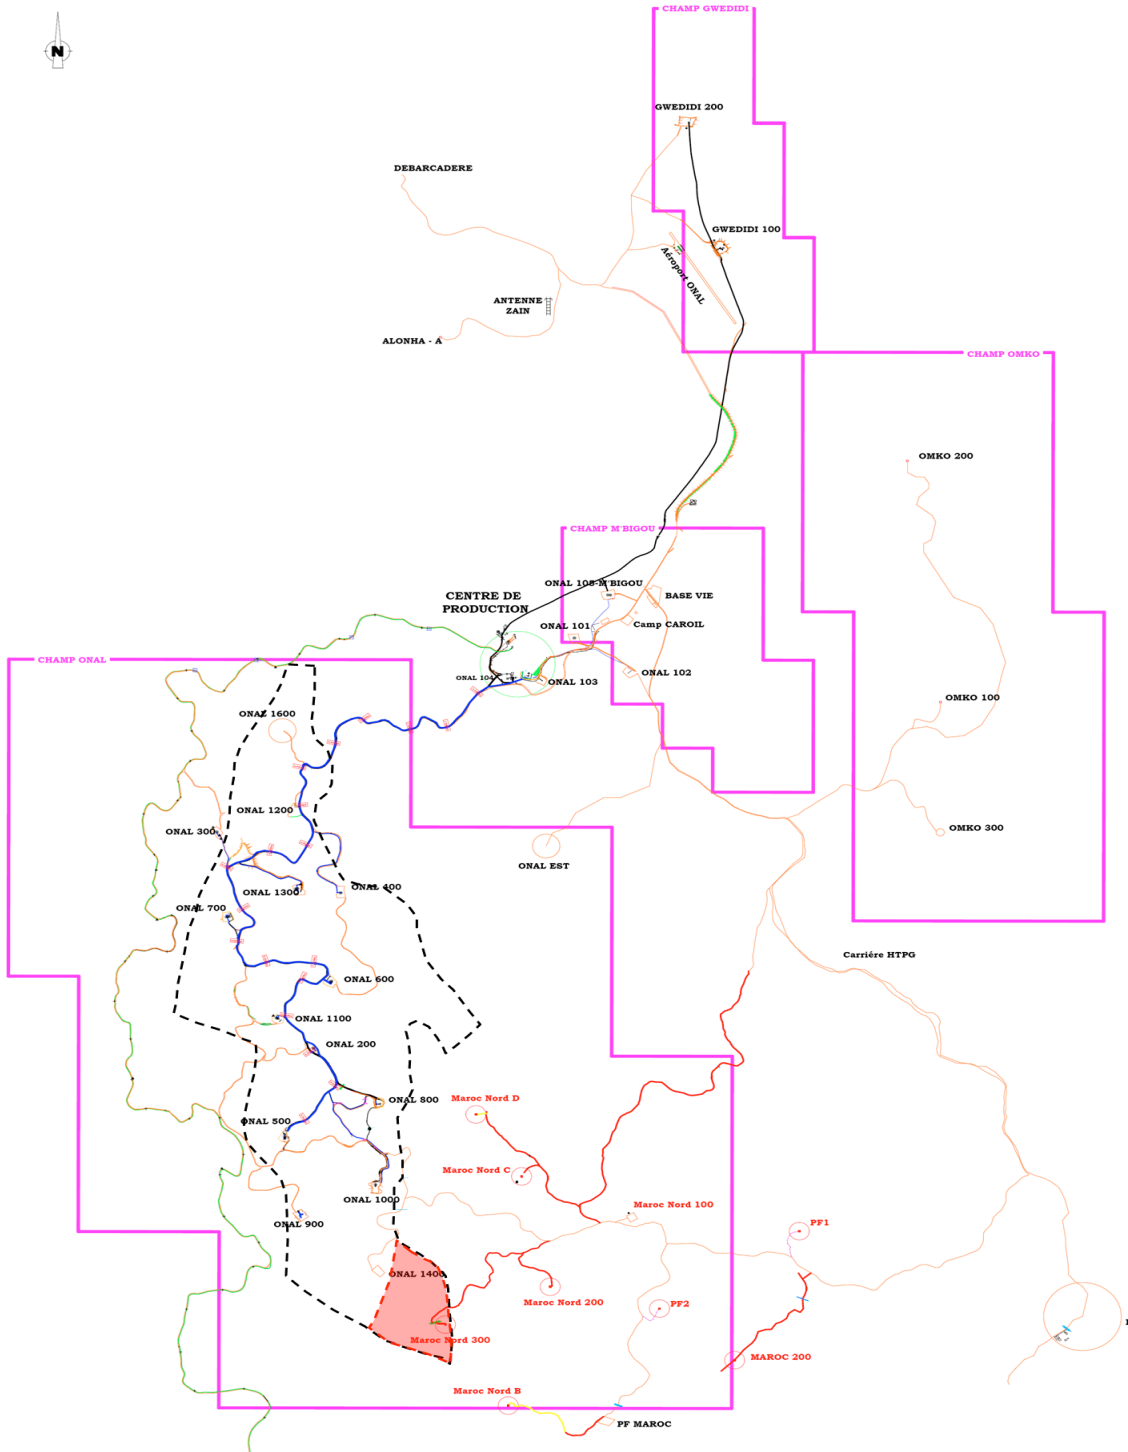 CHAMP GWEDIDI
N
GWEDIDI 200
DEBARCADERE
GWEDIDI 100
Aéroport ONAL
ANTENNE
ZAIN
ALONHA - A
CHAMP OMKO
OMKO 200
CHAMP M'BIGOU
ONAL 105-M'BIGOU
CENTRE DE
PRODUCTION
BASE VIE
ONAL 101
Camp CAROIL
CHAMP ONAL
ONAL 102
ONAL 104
ONAL 103
OMKO 100
ONAL 1600
ONAL 1200
OMKO 300
ONAL 300
ONAL EST
ONAL 1300
ONAL 400
ONAL 700
Carriére HTPG
ONAL 600
ONAL 1100
ONAL 200
Maroc Nord D
ONAL 800
ONAL 500
Maroc Nord C
ONAL 1000
Maroc Nord 100
ONAL 900
PF1
ONAL 1400
Maroc Nord 200
PF2
Maroc Nord 300
MAROC 200
Maroc Nord B
PF MAROC